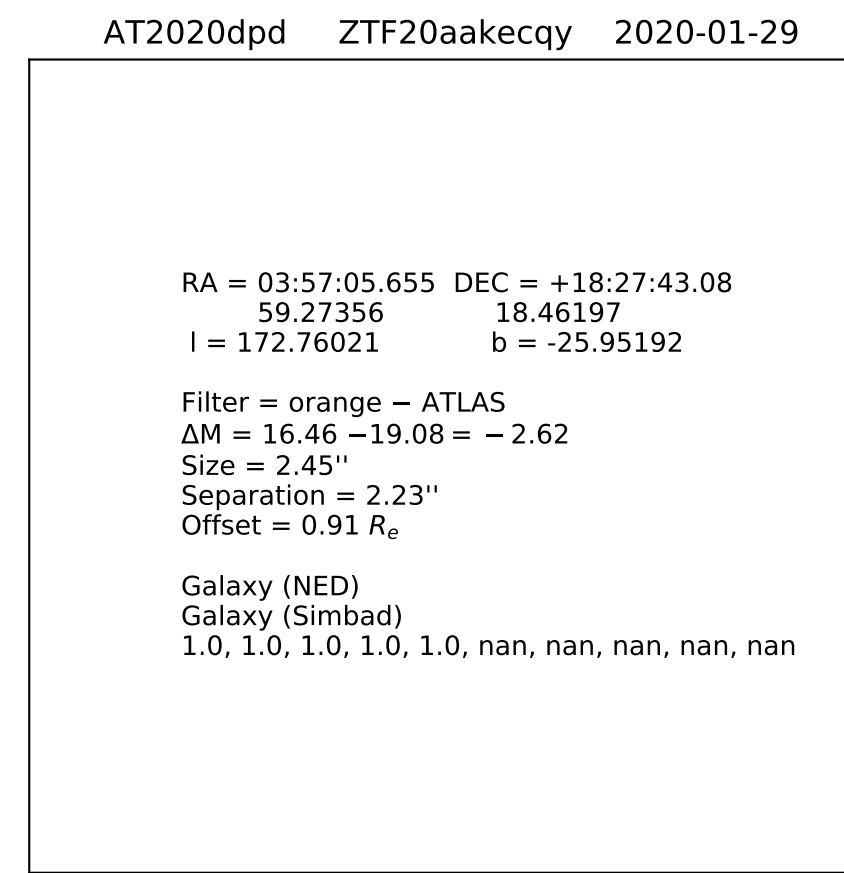 AT2020dpd ZTF20aakecqy 2020-01-29
RA = 03:57:05.655 DEC = +18:27:43.08
59.27356 18.46197
l = 172.76021 b = -25.95192
Filter = orange − ATLAS
ΔM = 16.46 −19.08 = − 2.62
Size = 2.45''
Separation = 2.23''
Offset = 0.91 Rₑ
Galaxy (NED)
Galaxy (Simbad)
1.0, 1.0, 1.0, 1.0, 1.0, nan, nan, nan, nan, nan